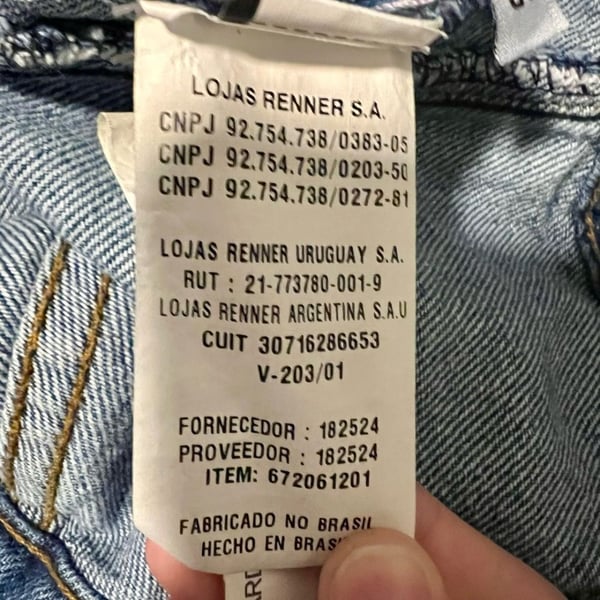 LOJAS RENNER S.A.
CNPJ 92.754.738/0383-05
CNPJ 92.754.738/0203-50
CNPJ 92.754.738/0272-81
LOJAS RENNER URUGUAY S.A.
RUT : 21-773780-001-9
LOJAS RENNER ARGENTINA S.A.U
CUIT 30716286653
V-203/01
FORNECEDOR : 182524
PROVEEDOR : 182524
ITEM: 672061201
FABRICADO NO BRASIL
HECHO EN